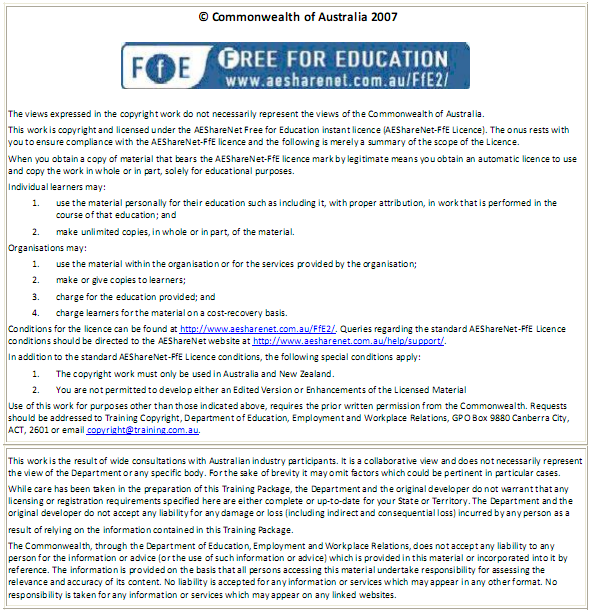 © Commonwealth of Australia 2007
FfE FREE FOR EDUCATION
www.aesharenet.com.au/FfE2/
The views expressed in the copyright work do not necessarily represent the views of the Commonwealth of Australia.
This work is copyright and licensed under the AEShareNet Free for Education instant licence (AEShareNet-FfE Licence). The onus rests with
you to ensure compliance with the AEShareNet-FfE licence and the following is merely a summary of the scope of the Licence.
When you obtain a copy of material that bears the AEShareNet-FfE licence mark by legitimate means you obtain an automatic licence to use
and copy the work in whole or in part, solely for educational purposes.
Individual learners may:
1. use the material personally for their education such as including it, with proper attribution, in work that is performed in the
course of that education; and
2. make unlimited copies, in whole or in part, of the material.
Organisations may:
1. use the material within the organisation or for the services provided by the organisation;
2. make or give copies to learners;
3. charge for the education provided; and
4. charge learners for the material on a cost-recovery basis.
Conditions for the licence can be found at http://www.aesharenet.com.au/FfE2/. Queries regarding the standard AEShareNet-FfE Licence
conditions should be directed to the AEShareNet website at http://www.aesharenet.com.au/help/support/.
In addition to the standard AEShareNet-FfE Licence conditions, the following special conditions apply:
1. The copyright work must only be used in Australia and New Zealand.
2. You are not permitted to develop either an Edited Version or Enhancements of the Licensed Material
Use of this work for purposes other than those indicated above, requires the prior written permission from the Commonwealth. Requests
should be addressed to Training Copyright, Department of Education, Employment and Workplace Relations, GPO Box 9880 Canberra City,
ACT, 2601 or email copyright@training.com.au.
This work is the result of wide consultations with Australian industry participants. It is a collaborative view and does not necessarily represent
the view of the Department or any specific body. For the sake of brevity it may omit factors which could be pertinent in particular cases.
While care has been taken in the preparation of this Training Package, the Department and the original developer do not warrant that any
licensing or registration requirements specified here are either complete or up-to-date for your State or Territory. The Department and the
original developer do not accept any liability for any damage or loss (including indirect and consequential loss) incurred by any person as a
result of relying on the information contained in this Training Package.
The Commonwealth, through the Department of Education, Employment and Workplace Relations, does not accept any liability to any
person for the information or advice (or the use of such information or advice) which is provided in this material or incorporated into it by
reference. The information is provided on the basis that all persons accessing this material undertake responsibility for assessing the
relevance and accuracy of its content. No liability is accepted for any information or services which may appear in any other format. No
responsibility is taken for any information or services which may appear on any linked websites.